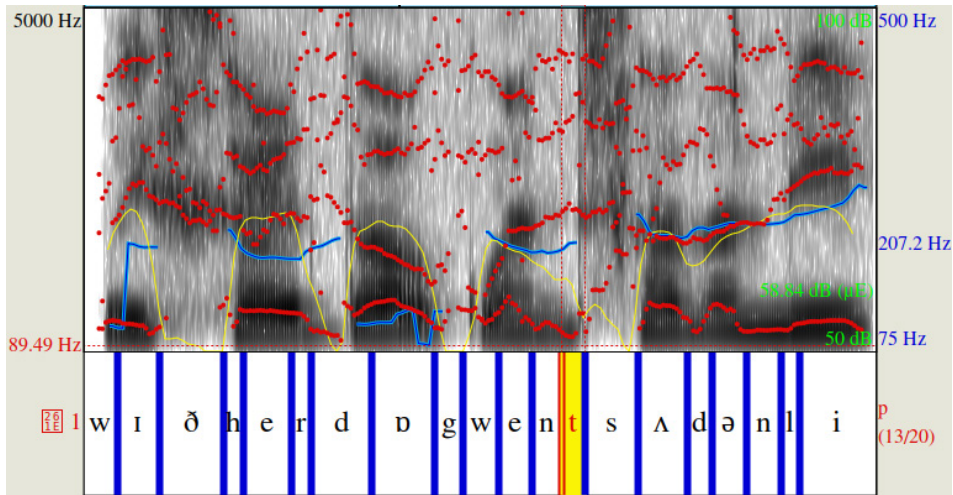 5000 Hz 100 dB 500 Hz
207.2 Hz
58.84 dB (µE)
89.49 Hz 50 dB 75 Hz
1 w ɪ ð h e r d ɒ g w e n t s ʌ d ə n l i p
(13/20)